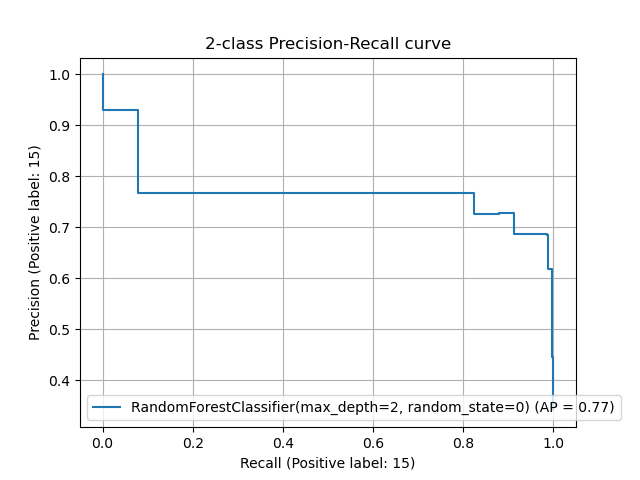 2-class Precision-Recall curve
1.0
0.9
0.8
0.7
0.6
0.5
0.4
Precision (Positive label: 15)
RandomForestClassifier(max_depth=2, random_state=0) (AP = 0.77)
0.0 0.2 0.4 0.6 0.8 1.0
Recall (Positive label: 15)